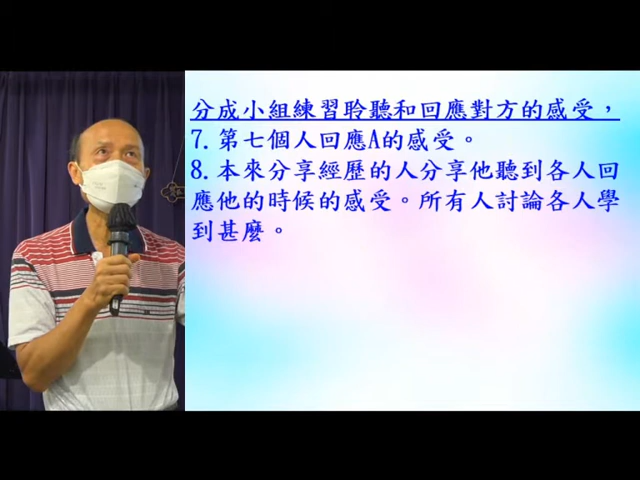 分成小組練習聆聽和回應對方的感受，
7.第七個人回應A的感受。
8.本來分享經歷的人分享他聽到各人回
應他的時候的感受。所有人討論各人學
到甚麼。